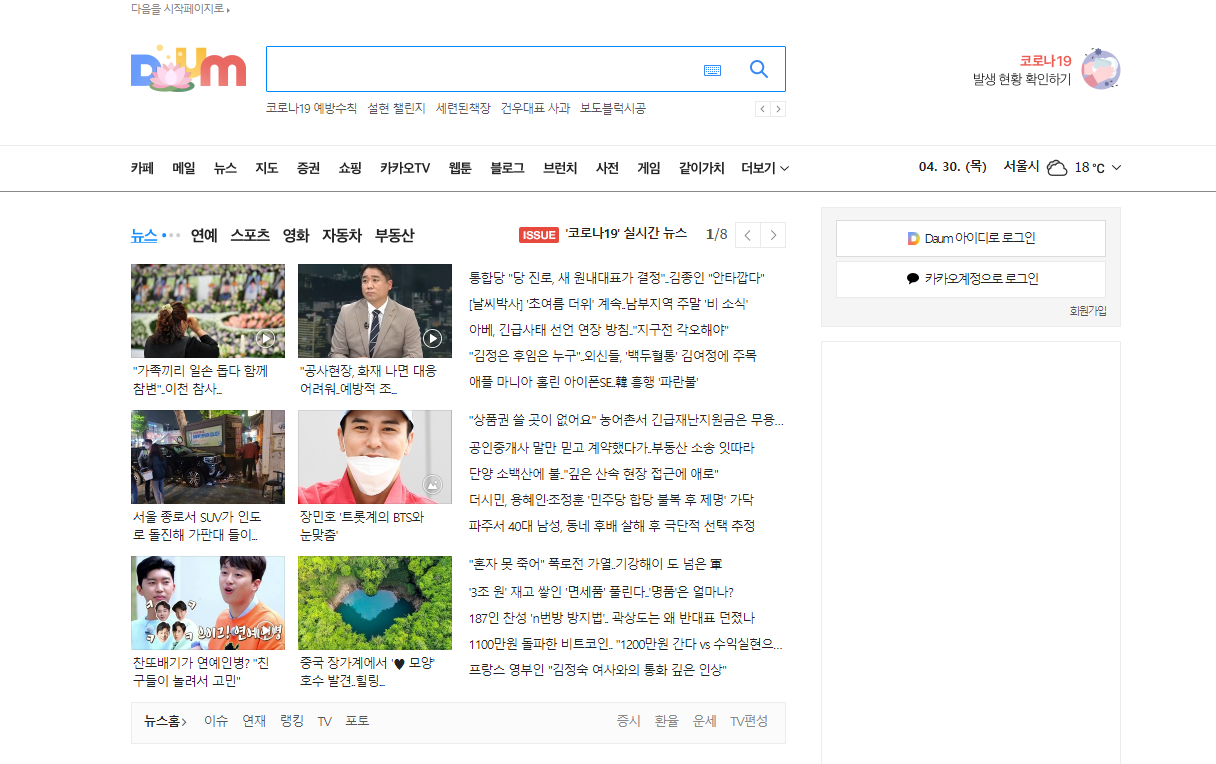 다음을 시작페이지로
Daum
코로나19
발생 현황 확인하기
코로나19 예방수칙 설현 챌린지 세련된책장 건우대표 사과 보도블럭시공
카페 메일 뉴스 지도 증권 쇼핑 카카오TV 웹툰 블로그 브런치 사전 게임 같이가치 더보기
04. 30. (목) 서울시 18 °C
뉴스 연예 스포츠 영화 자동차 부동산
ISSUE '코로나19' 실시간 뉴스 1/8
"가족끼리 일손 돕다 함께
참변"..이천 참사...
"공사현장, 화재 나면 대응
어려워..예방적 조...
서울 종로서 SUV가 인도
로 돌진해 가판대 들이...
장민호 '트롯계의 BTS와
눈맞춤'
브이고! 연예인병
찬또배기가 연예인병? "친
구들이 놀려서 고민"
중국 장가계에서 '♥ 모양'
호수 발견..힐링...
통합당 "당 진로, 새 원내대표가 결정"..김종인 "안타깝다"
[날씨박사] '초여름 더위' 계속..남부지역 주말 '비 소식'
아베, 긴급사태 선언 연장 방침.."지구전 각오해야"
"김정은 후임은 누구"..외신들, '백두혈통' 김여정에 주목
애플 마니아 홀린 아이폰SE..韓 흥행 '파란불'
"상품권 쓸 곳이 없어요" 농어촌서 긴급재난지원금은 무용...
공인중개사 말만 믿고 계약했다가..부동산 소송 잇따라
단양 소백산에 불.."깊은 산속 현장 접근에 애로"
더시민, 용혜인·조정훈 '민주당 합당 불복 후 제명' 가닥
파주서 40대 남성, 동네 후배 살해 후 극단적 선택 추정
"혼자 못 죽어" 폭로전 가열..기강해이 도 넘은 軍
'3조 원' 재고 쌓인 '면세품' 풀린다..'명품'은 얼마나?
187인 찬성 'n번방 방지법'.. 곽상도는 왜 반대표 던졌나
1100만원 돌파한 비트코인.. "1200만원 간다 vs 수익실현으...
프랑스 영부인 "김정숙 여사와의 통화 깊은 인상"
뉴스홈 이슈 연재 랭킹 TV 포토 증시 환율 운세 TV편성
Daum 아이디로 로그인
카카오계정으로 로그인
회원가입